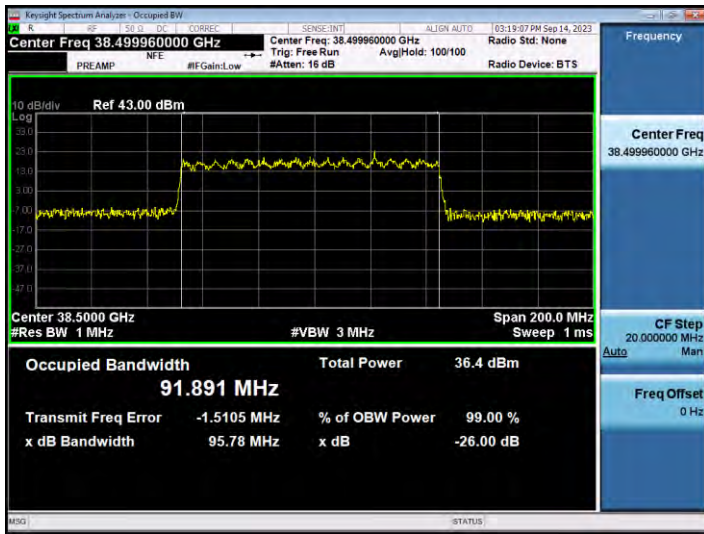 Keysight Spectrum Analyzer - Occupied BW
R RF 50 Ω DC CORREC SENSE:INT ALIGN AUTO 03:19:07 PM Sep 14, 2023
Center Freq 38.499960000 GHz Center Freq: 38.499960000 GHz Radio Std: None
NFE Trig: Free Run Avg|Hold: 100/100
PREAMP #IFGain:Low #Atten: 16 dB Radio Device: BTS
Frequency
10 dB/div Ref 43.00 dBm
Log
33.0
23.0
13.0
3.00
-7.00
-17.0
-27.0
-37.0
-47.0
Center 38.5000 GHz Span 200.0 MHz
#Res BW 1 MHz #VBW 3 MHz Sweep 1 ms
Occupied Bandwidth Total Power 36.4 dBm
91.891 MHz
Transmit Freq Error -1.5105 MHz % of OBW Power 99.00 %
x dB Bandwidth 95.78 MHz x dB -26.00 dB
Center Freq
38.499960000 GHz
CF Step
20.000000 MHz
Auto Man
Freq Offset
0 Hz
MSG STATUS